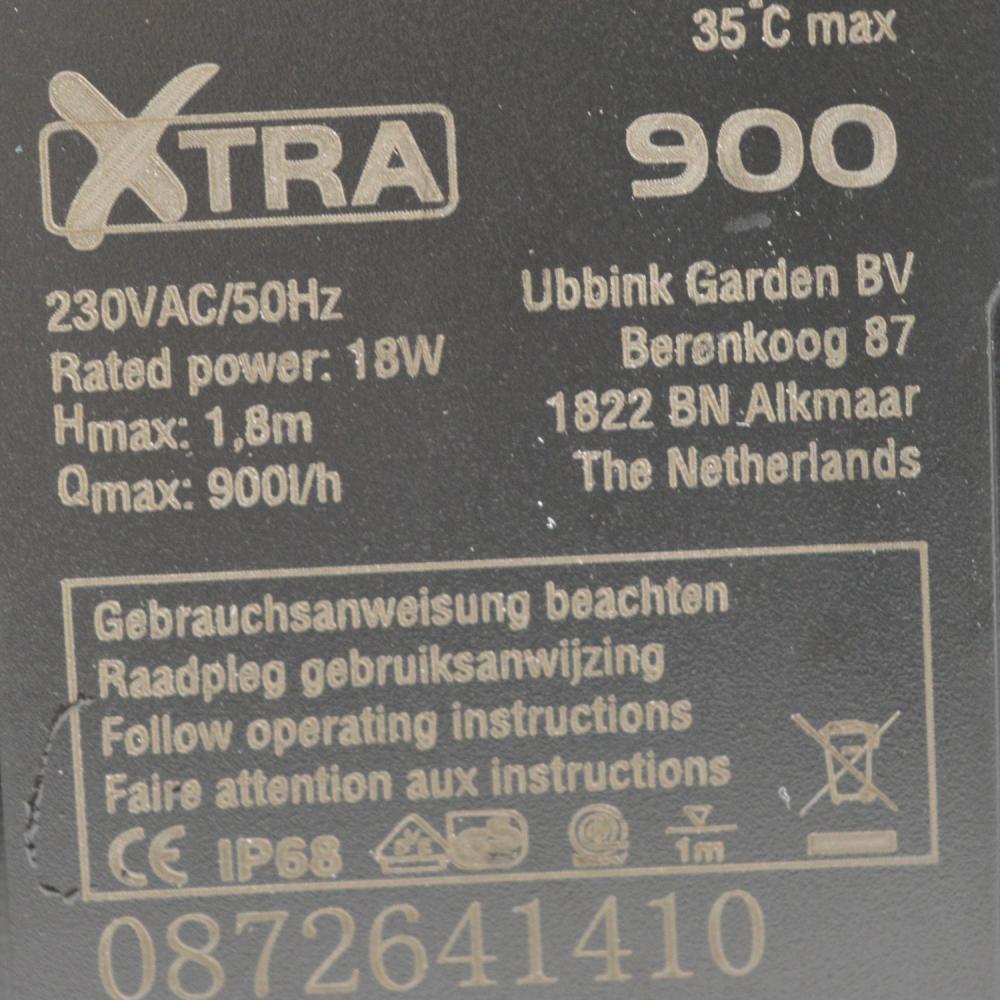 35°C max
XTRA
900
230VAC/50Hz
Rated power: 18W
Hmax: 1,8m
Qmax: 900l/h
Ubbink Garden BV
Berenkoog 87
1822 BN Alkmaar
The Netherlands
Gebrauchsanweisung beachten
Raadpleg gebruiksanwijzing
Follow operating instructions
Faire attention aux instructions
CE IP68
1m
0872641410